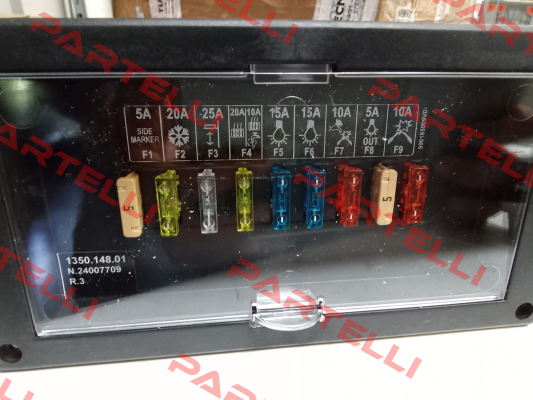 5A 20A 25A 20A 10A 15A 15A 10A 5A 10A
SIDE
MARKER
OUT
F1 F2 F3 F4 F5 F6 F7 F8 F9
5 5
1350.148.01
N.24007709
R.3
PARTELLI
PARTELLI
PARTELLI
PARTELLI
PARTELLI